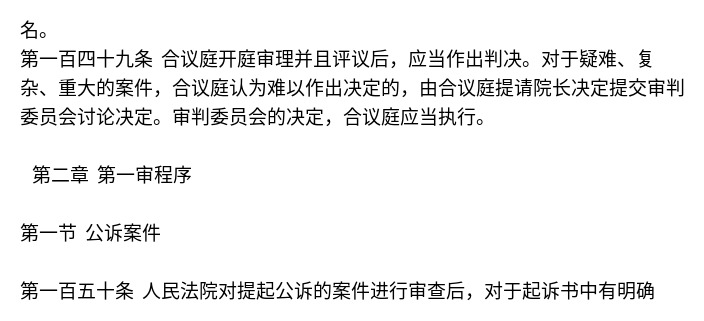 名。
第一百四十九条 合议庭开庭审理并且评议后，应当作出判决。对于疑难、复
杂、重大的案件，合议庭认为难以作出决定的，由合议庭提请院长决定提交审判
委员会讨论决定。审判委员会的决定，合议庭应当执行。
第二章 第一审程序
第一节 公诉案件
第一百五十条 人民法院对提起公诉的案件进行审查后，对于起诉书中有明确